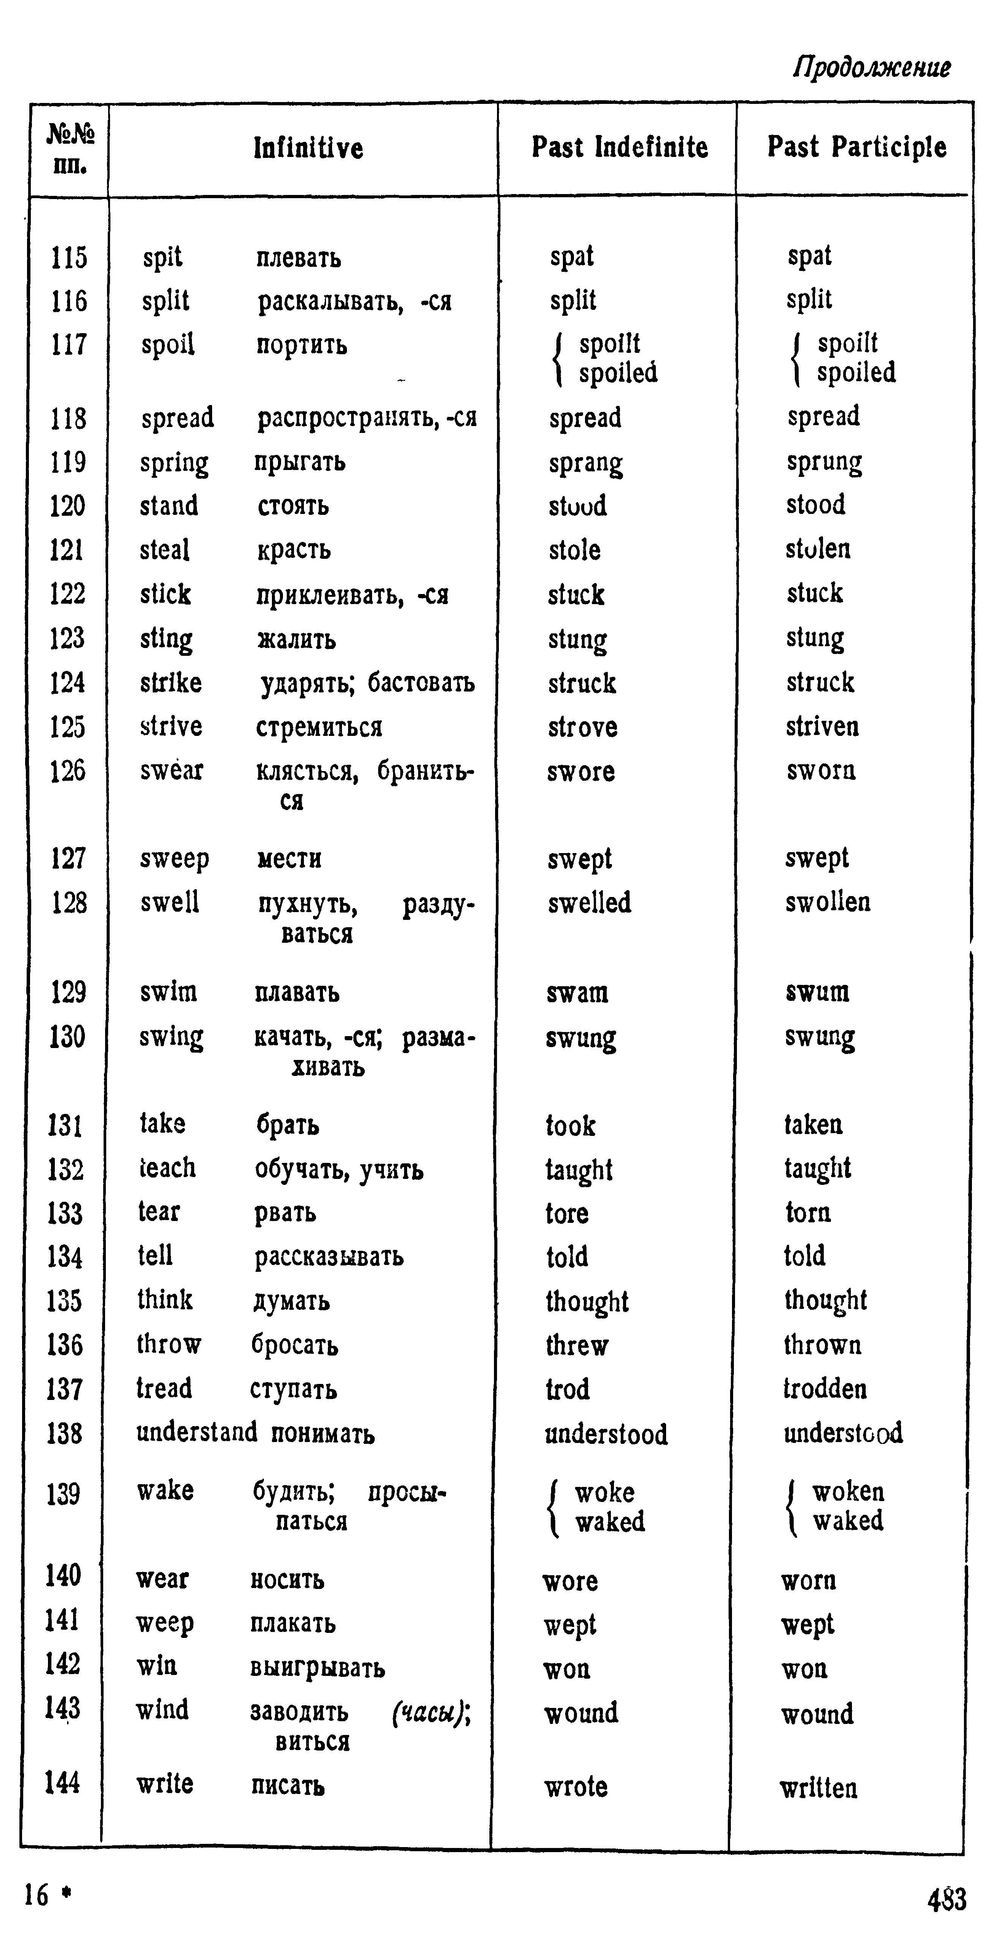 Продолжение
№№ пп. Infinitive Past Indefinite Past Participle
115 spit плевать spat spat
116 split раскалывать, -ся split split
117 spoil портить { spoilt { spoilt
spoiled spoiled
118 spread распространять, -ся spread spread
119 spring прыгать sprang sprung
120 stand стоять stood stood
121 steal красть stole stolen
122 stick приклеивать, -ся stuck stuck
123 sting жалить stung stung
124 strike ударять; бастовать struck struck
125 strive стремиться strove striven
126 swear клясться, бранить-
ся swore sworn
127 sweep мести swept swept
128 swell пухнуть, разду-
ваться swelled swollen
129 swim плавать swam swum
130 swing качать, -ся; разма-
хивать swung swung
131 take брать took taken
132 teach обучать, учить taught taught
133 tear рвать tore torn
134 tell рассказывать told told
135 think думать thought thought
136 throw бросать threw thrown
137 tread ступать trod trodden
138 understand понимать understood understood
139 wake будить; просы- { woke { woken
паться waked waked
140 wear носить wore worn
141 weep плакать wept wept
142 win выигрывать won won
143 wind заводить (часы); wound wound
виться
144 write писать wrote written
16 * 483